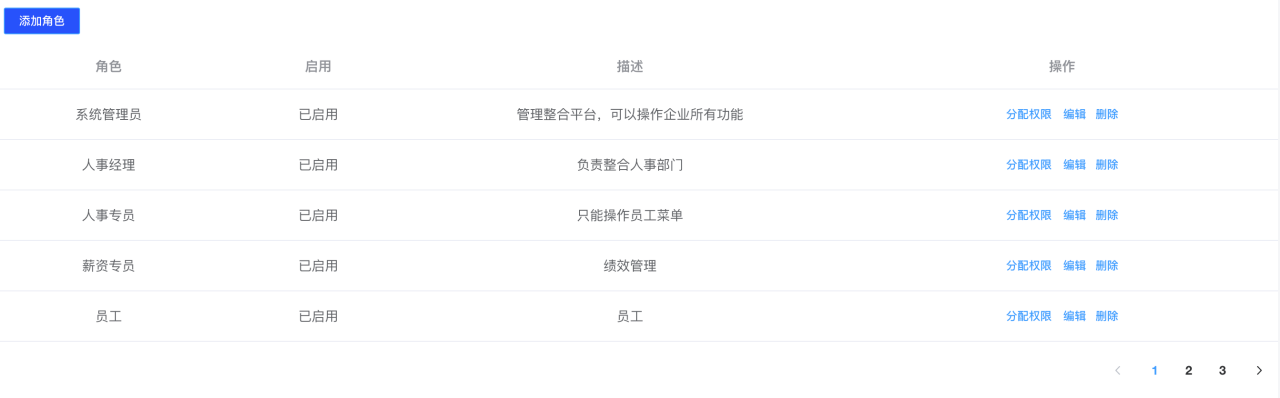 添加角色
角色 启用 描述 操作
系统管理员 已启用 管理整合平台，可以操作企业所有功能 分配权限 编辑 删除
人事经理 已启用 负责整合人事部门 分配权限 编辑 删除
人事专员 已启用 只能操作员工菜单 分配权限 编辑 删除
薪资专员 已启用 绩效管理 分配权限 编辑 删除
员工 已启用 员工 分配权限 编辑 删除
1 2 3